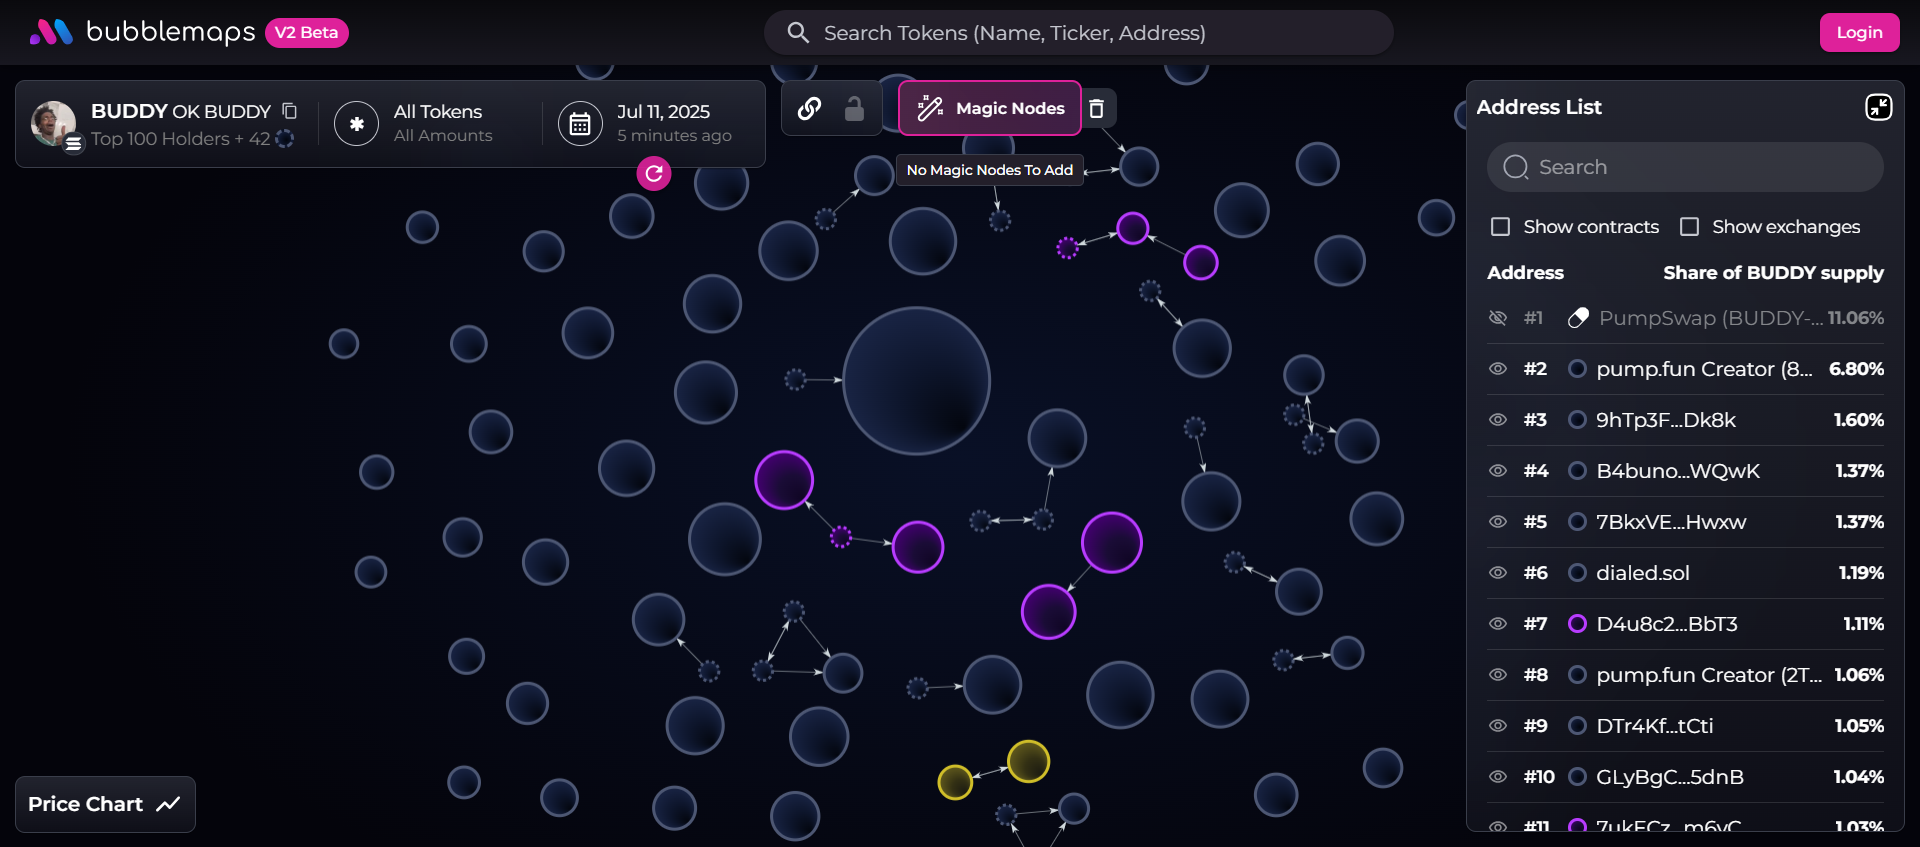 bubblemaps V2 Beta
Search Tokens (Name, Ticker, Address)
Login
BUDDY OK BUDDY
Top 100 Holders + 42
All Tokens
All Amounts
Jul 11, 2025
5 minutes ago
Magic Nodes
No Magic Nodes To Add
Address List
Search
Show contracts
Show exchanges
Address Share of BUDDY supply
#1 PumpSwap (BUDDY-... 11.06%
#2 pump.fun Creator (8... 6.80%
#3 9hTp3F...Dk8k 1.60%
#4 B4buno...WQwK 1.37%
#5 7BkxVE...Hwxw 1.37%
#6 dialed.sol 1.19%
#7 D4u8c2...BbT3 1.11%
#8 pump.fun Creator (2T... 1.06%
#9 DTr4Kf...tCti 1.05%
#10 GLyBgC...5dnB 1.04%
#11 1.03%
Price Chart